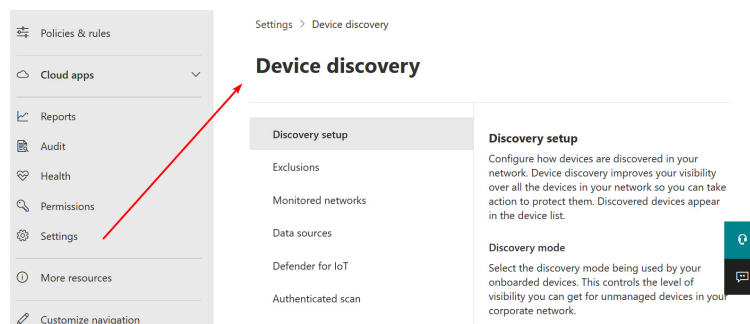 Policies & rules
Cloud apps
Reports
Audit
Health
Permissions
Settings
More resources
Customize navigation
Settings > Device discovery
Device discovery
Discovery setup
Exclusions
Monitored networks
Data sources
Defender for IoT
Authenticated scan
Discovery setup
Configure how devices are discovered in your
network. Device discovery improves your visibility
over all the devices in your network so you can take
action to protect them. Discovered devices appear
in the device list.
Discovery mode
Select the discovery mode being used by your
onboarded devices. This controls the level of
visibility you can get for unmanaged devices in your
corporate network.